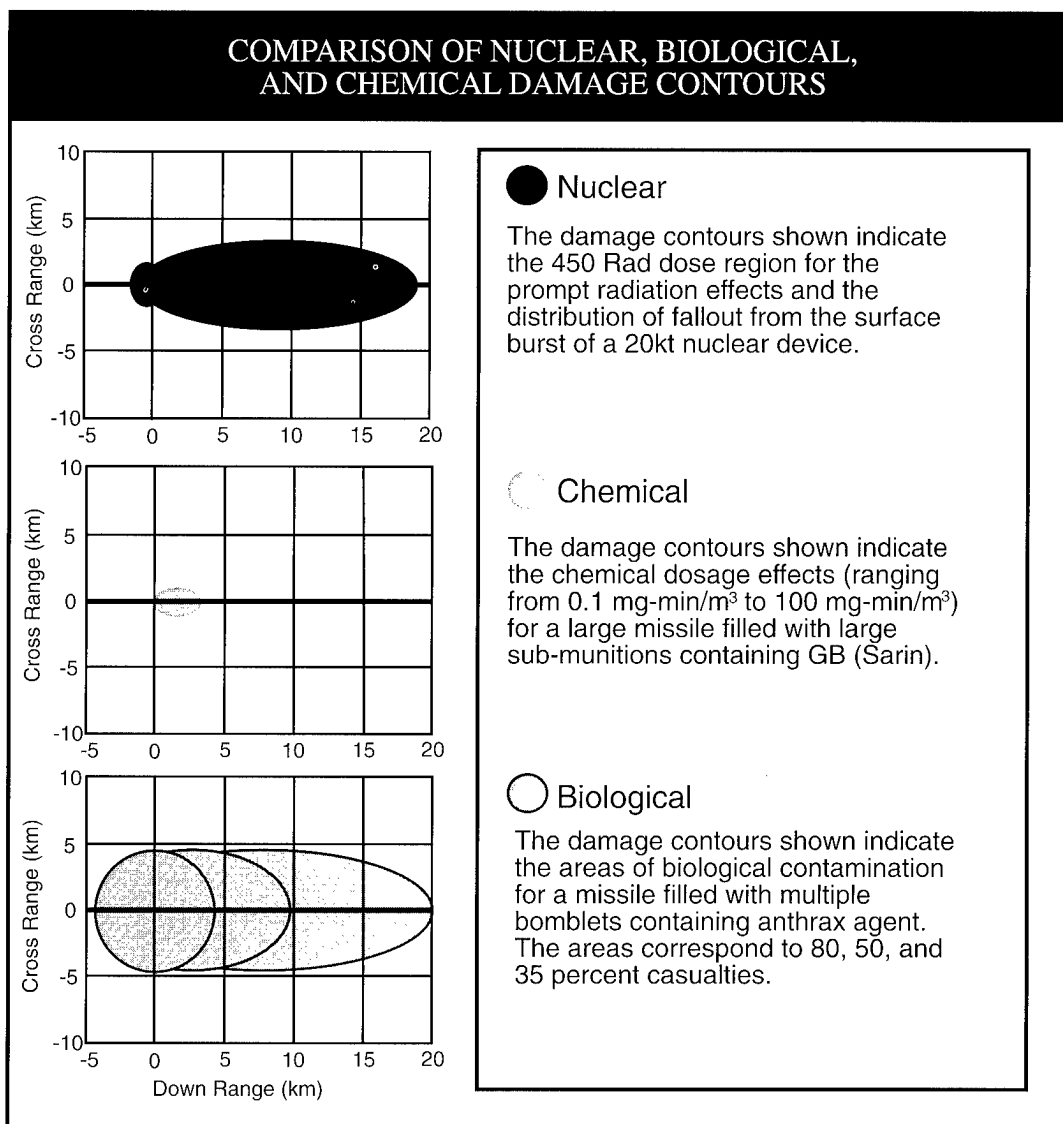 COMPARISON OF NUCLEAR, BIOLOGICAL,
AND CHEMICAL DAMAGE CONTOURS
10
5
0
-5
-10
Cross Range (km)
-5 0 5 10 15 20
Nuclear
The damage contours shown indicate
the 450 Rad dose region for the
prompt radiation effects and the
distribution of fallout from the surface
burst of a 20kt nuclear device.
10
5
0
-5
-10
Cross Range (km)
-5 0 5 10 15 20
Chemical
The damage contours shown indicate
the chemical dosage effects (ranging
from 0.1 mg-min/m³ to 100 mg-min/m³)
for a large missile filled with large
sub-munitions containing GB (Sarin).
10
5
0
-5
-10
Cross Range (km)
-5 0 5 10 15 20
Down Range (km)
Biological
The damage contours shown indicate
the areas of biological contamination
for a missile filled with multiple
bomblets containing anthrax agent.
The areas correspond to 80, 50, and
35 percent casualties.